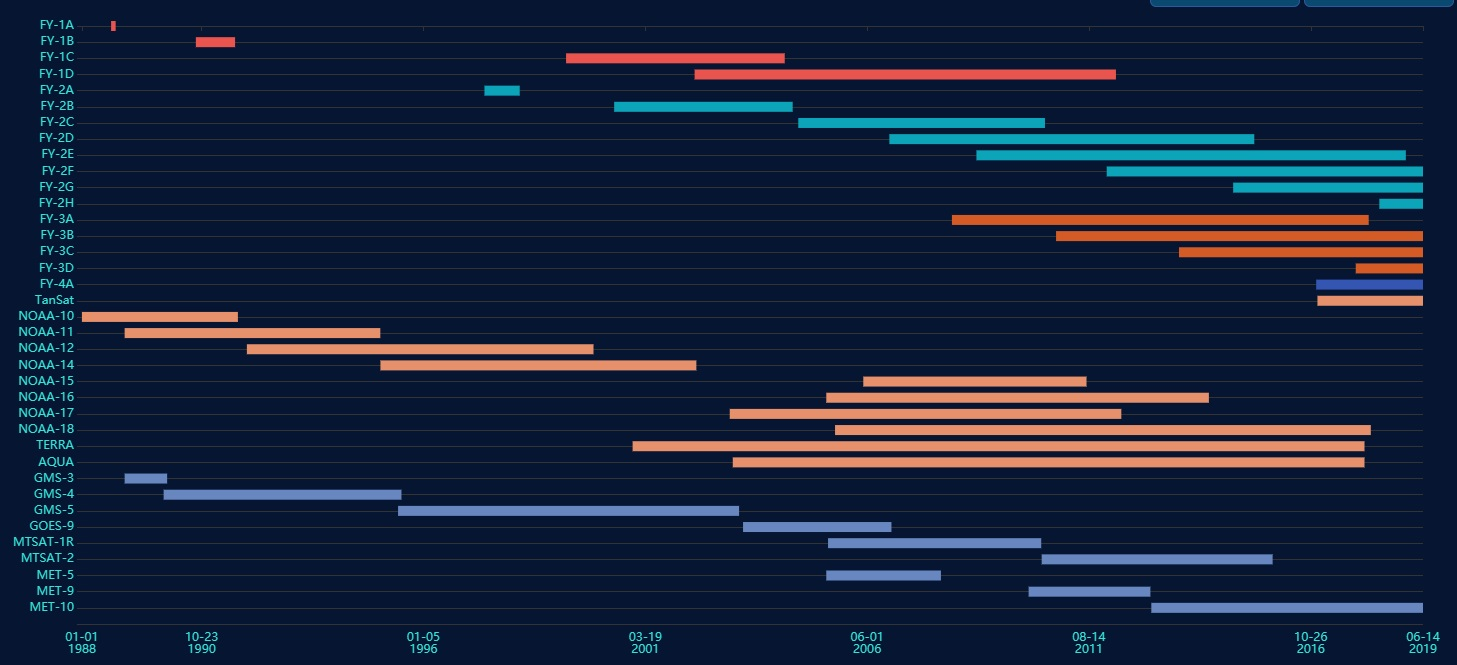 FY-1A
FY-1B
FY-1C
FY-1D
FY-2A
FY-2B
FY-2C
FY-2D
FY-2E
FY-2F
FY-2G
FY-2H
FY-3A
FY-3B
FY-3C
FY-3D
FY-4A
TanSat
NOAA-10
NOAA-11
NOAA-12
NOAA-14
NOAA-15
NOAA-16
NOAA-17
NOAA-18
TERRA
AQUA
GMS-3
GMS-4
GMS-5
GOES-9
MTSAT-1R
MTSAT-2
MET-5
MET-9
MET-10
01-01 10-23 01-05 03-19 06-01 08-14 10-26 06-14
1988 1990 1996 2001 2006 2011 2016 2019